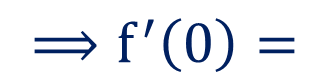 ⟹ f′(0) =